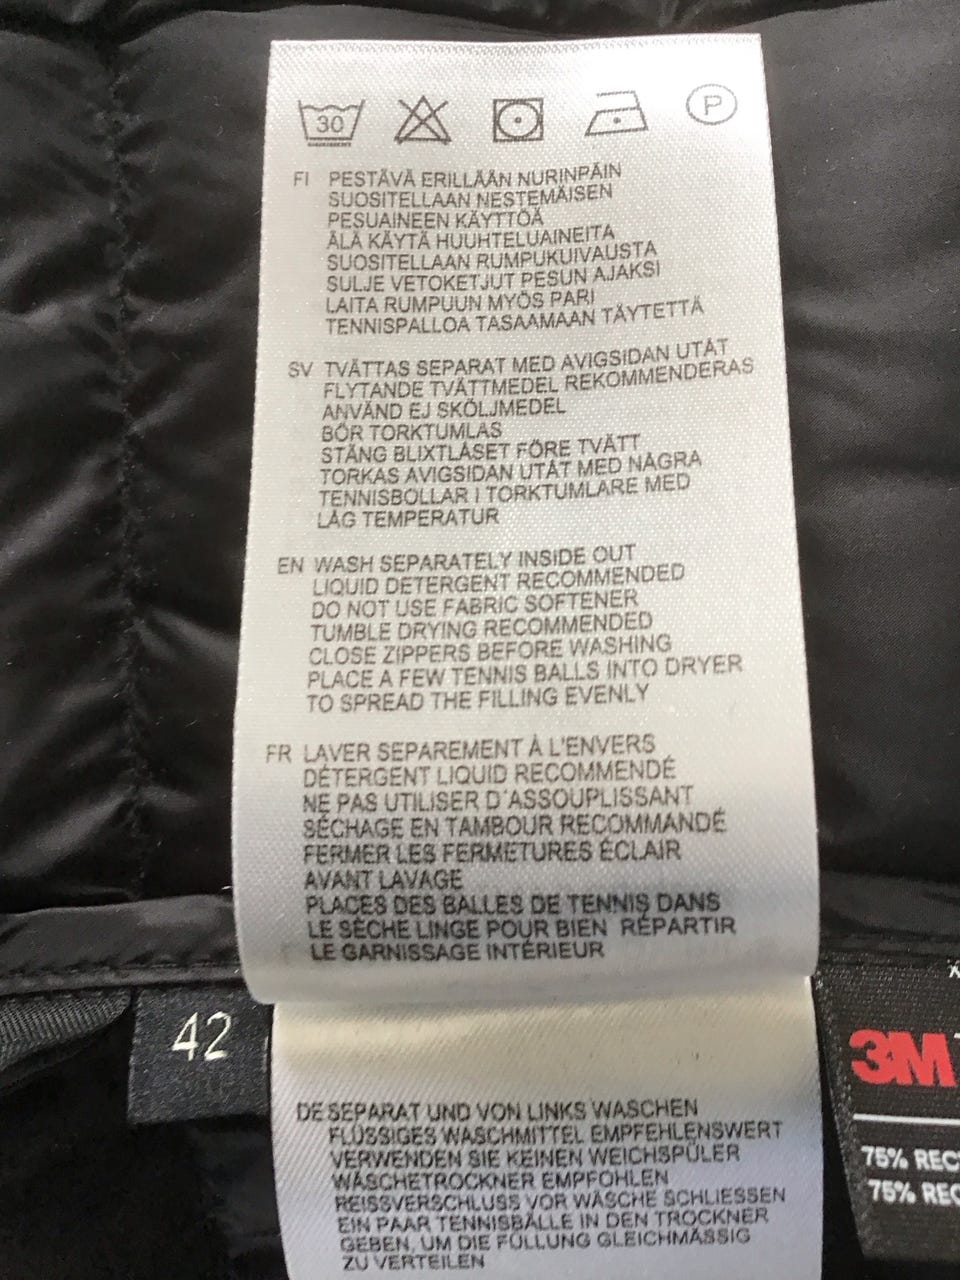 30
P
FI PESTÄVÄ ERILLÄÄN NURINPÄIN
SUOSITELLAAN NESTEMÄISEN
PESUAINEEN KÄYTTÖÄ
ÄLÄ KÄYTÄ HUUHTELUAINEITA
SUOSITELLAAN RUMPUKUIVAUSTA
SULJE VETOKETJUT PESUN AJAKSI
LAITA RUMPUUN MYÖS PARI
TENNISPALLOA TASAAMAAN TÄYTETTÄ
SV TVÄTTAS SEPARAT MED AVIGSIDAN UTÅT
FLYTANDE TVÄTTMEDEL REKOMMENDERAS
ANVÄND EJ SKÖLJMEDEL
BÖR TORKTUMLAS
STÄNG BLIXTLÅSET FÖRE TVÄTT
TORKAS AVIGSIDAN UTÅT MED NÅGRA
TENNISBOLLAR I TORKTUMLARE MED
LÅG TEMPERATUR
EN WASH SEPARATELY INSIDE OUT
LIQUID DETERGENT RECOMMENDED
DO NOT USE FABRIC SOFTENER
TUMBLE DRYING RECOMMENDED
CLOSE ZIPPERS BEFORE WASHING
PLACE A FEW TENNIS BALLS INTO DRYER
TO SPREAD THE FILLING EVENLY
FR LAVER SEPAREMENT À L'ENVERS
DÉTERGENT LIQUID RECOMMENDÉ
NE PAS UTILISER D'ASSOUPLISSANT
SÉCHAGE EN TAMBOUR RECOMMANDÉ
FERMER LES FERMETURES ÉCLAIR
AVANT LAVAGE
PLACES DES BALLES DE TENNIS DANS
LE SÈCHE LINGE POUR BIEN RÉPARTIR
LE GARNISSAGE INTÉRIEUR
42
3M
75% REC
75% REC
DE SEPARAT UND VON LINKS WASCHEN
FLÜSSIGES WASCHMITTEL EMPFEHLENSWERT
VERWENDEN SIE KEINEN WEICHSPÜLER
WÄSCHETROCKNER EMPFOHLEN
REISSVERSCHLUSS VOR WÄSCHE SCHLIESSEN
EIN PAAR TENNISBÄLLE IN DEN TROCKNER
GEBEN, UM DIE FÜLLUNG GLEICHMÄSSIG
ZU VERTEILEN